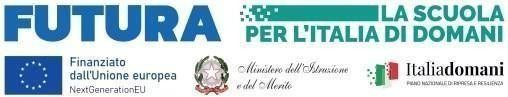 FUTURA
LA SCUOLA
PER L'ITALIA DI DOMANI
Finanziato
dall'Unione europea
NextGenerationEU
Ministero dell'Istruzione
e del Merito
Italiadomani
PIANO NAZIONALE DI RIPRESA E RESILIENZA